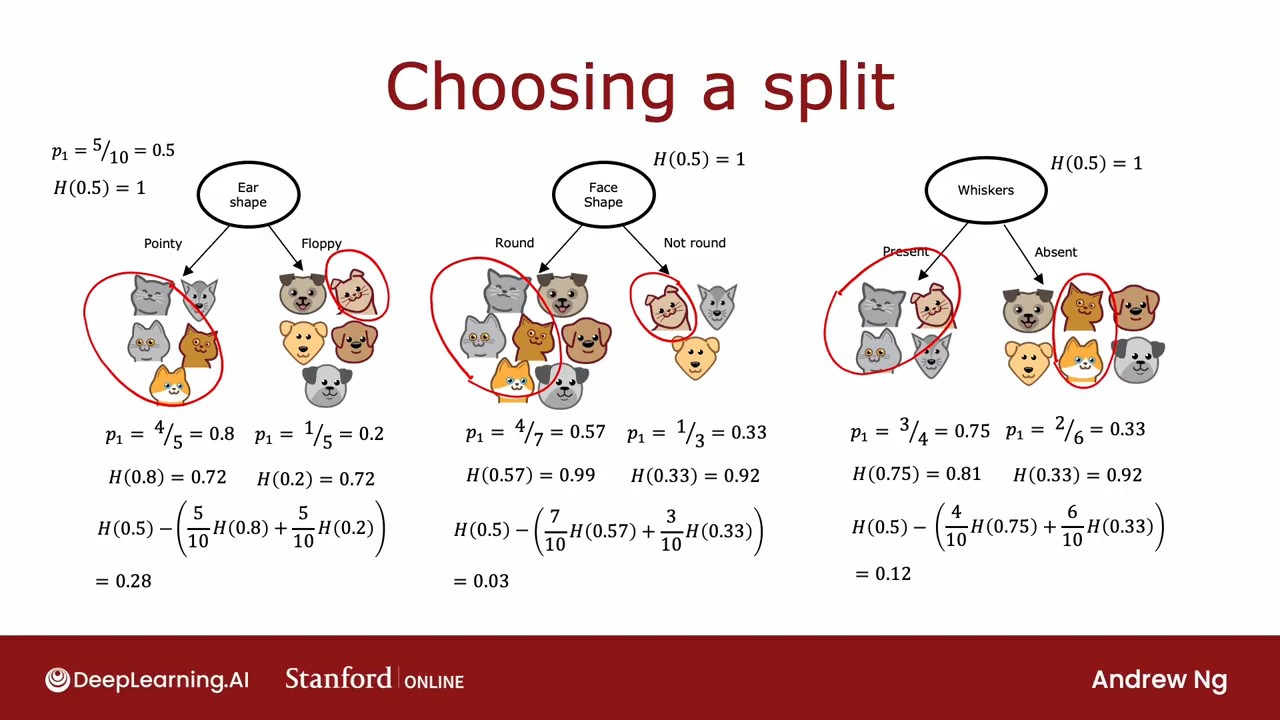 Choosing a split
p₁ = 5/10 = 0.5
H(0.5) = 1
Ear
shape
Pointy
Floppy
p₁ = 4/5 = 0.8
p₁ = 1/5 = 0.2
H(0.8) = 0.72
H(0.2) = 0.72
H(0.5) − (5/10 H(0.8) + 5/10 H(0.2))
= 0.28
H(0.5) = 1
Face
Shape
Round
Not round
p₁ = 4/7 = 0.57
p₁ = 1/3 = 0.33
H(0.57) = 0.99
H(0.33) = 0.92
H(0.5) − (7/10 H(0.57) + 3/10 H(0.33))
= 0.03
H(0.5) = 1
Whiskers
Present
Absent
p₁ = 3/4 = 0.75
p₁ = 2/6 = 0.33
H(0.75) = 0.81
H(0.33) = 0.92
H(0.5) − (4/10 H(0.75) + 6/10 H(0.33))
= 0.12
DeepLearning.AI
Stanford | ONLINE
Andrew Ng